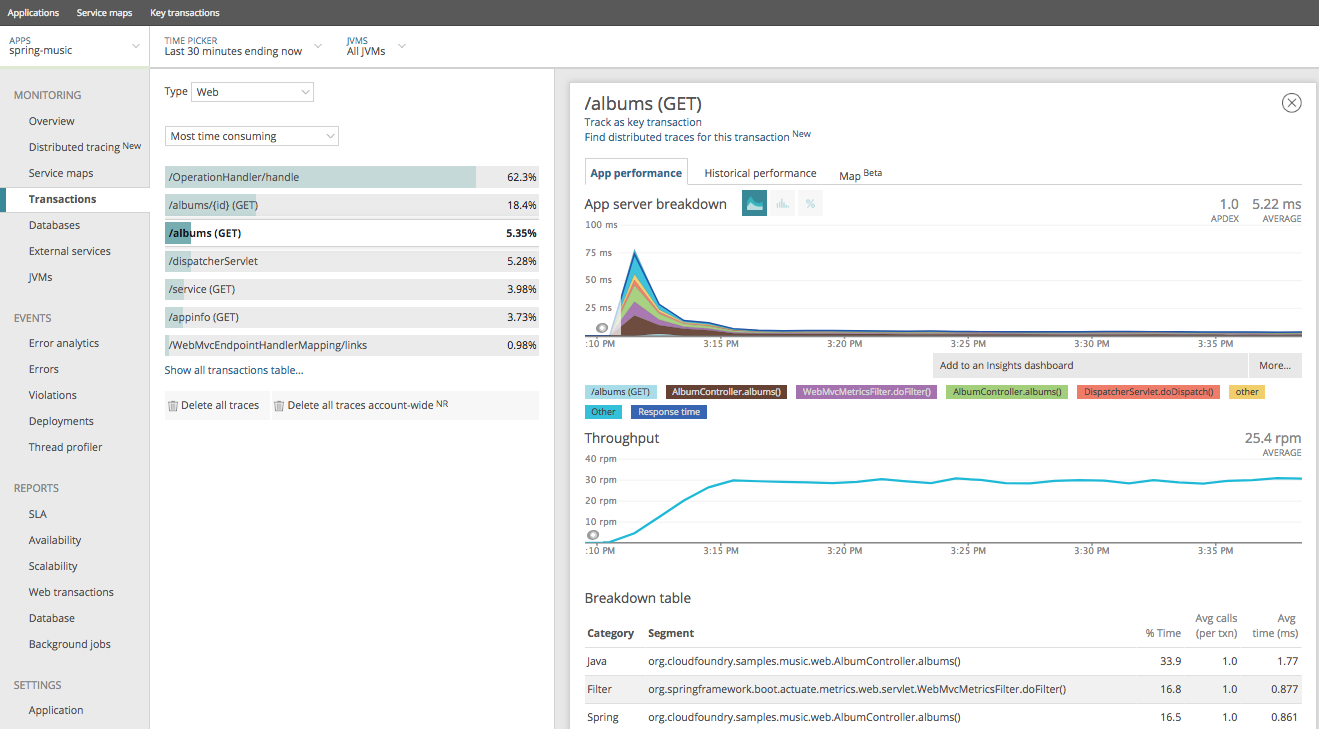 Applications Service maps Key transactions
APPS
spring-music
TIME PICKER
Last 30 minutes ending now
JVMS
All JVMs
MONITORING
Overview
Distributed tracing New
Service maps
Transactions
Databases
External services
JVMs
EVENTS
Error analytics
Errors
Violations
Deployments
Thread profiler
REPORTS
SLA
Availability
Scalability
Web transactions
Database
Background jobs
SETTINGS
Application
Type Web
Most time consuming
/OperationHandler/handle 62.3%
/albums/{id} (GET) 18.4%
/albums (GET) 5.35%
/dispatcherServlet 5.28%
/service (GET) 3.98%
/appinfo (GET) 3.73%
/WebMvcEndpointHandlerMapping/links 0.98%
Show all transactions table...
Delete all traces Delete all traces account-wide NR
/albums (GET)
Track as key transaction
Find distributed traces for this transaction New
App performance Historical performance Map Beta
App server breakdown %
1.0 5.22 ms
APDEX AVERAGE
100 ms
75 ms
50 ms
25 ms
:10 PM 3:15 PM 3:20 PM 3:25 PM 3:30 PM 3:35 PM
Add to an Insights dashboard More...
/albums (GET) AlbumController.albums() WebMvcMetricsFilter.doFilter() AlbumController.albums() DispatcherServlet.doDispatch() other
Other Response time
Throughput 25.4 rpm
AVERAGE
40 rpm
30 rpm
20 rpm
10 rpm
:10 PM 3:15 PM 3:20 PM 3:25 PM 3:30 PM 3:35 PM
Breakdown table
Category Segment % Time Avg calls (per txn) Avg time (ms)
Java org.cloudfoundry.samples.music.web.AlbumController.albums() 33.9 1.0 1.77
Filter org.springframework.boot.actuate.metrics.web.servlet.WebMvcMetricsFilter.doFilter() 16.8 1.0 0.877
Spring org.cloudfoundry.samples.music.web.AlbumController.albums() 16.5 1.0 0.861